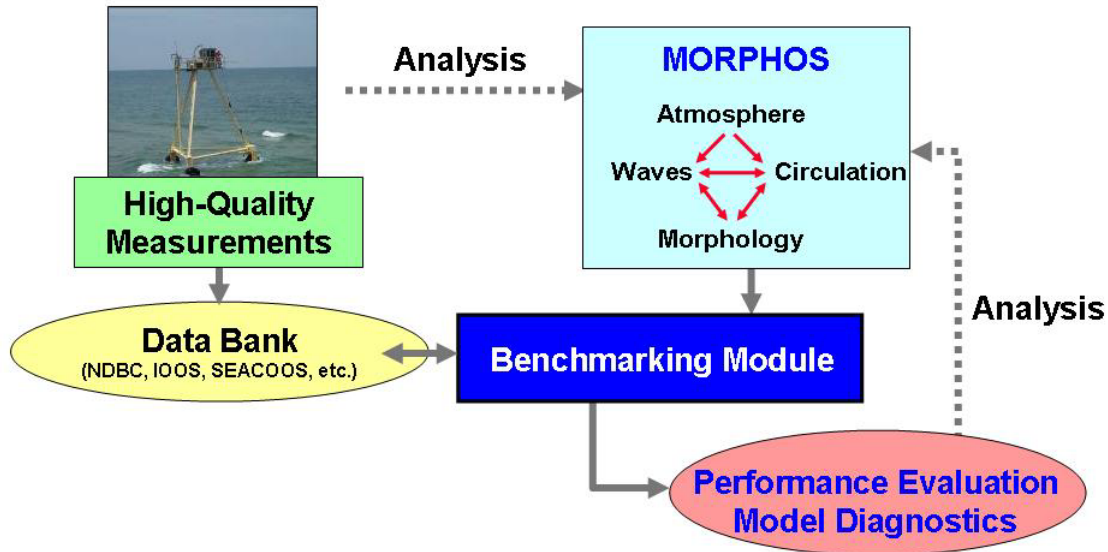 Analysis
MORPHOS
Atmosphere
Waves
Circulation
Morphology
High-Quality
Measurements
Data Bank
(NDBC, IOOS, SEACOOS, etc.)
Benchmarking Module
Analysis
Performance Evaluation
Model Diagnostics